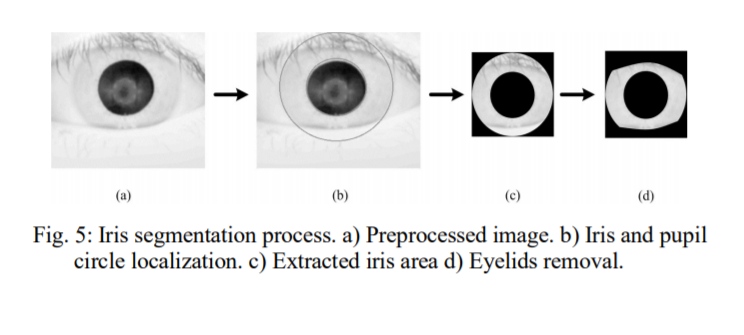 (a)
(b)
(c)
(d)
Fig. 5: Iris segmentation process. a) Preprocessed image. b) Iris and pupil
circle localization. c) Extracted iris area d) Eyelids removal.